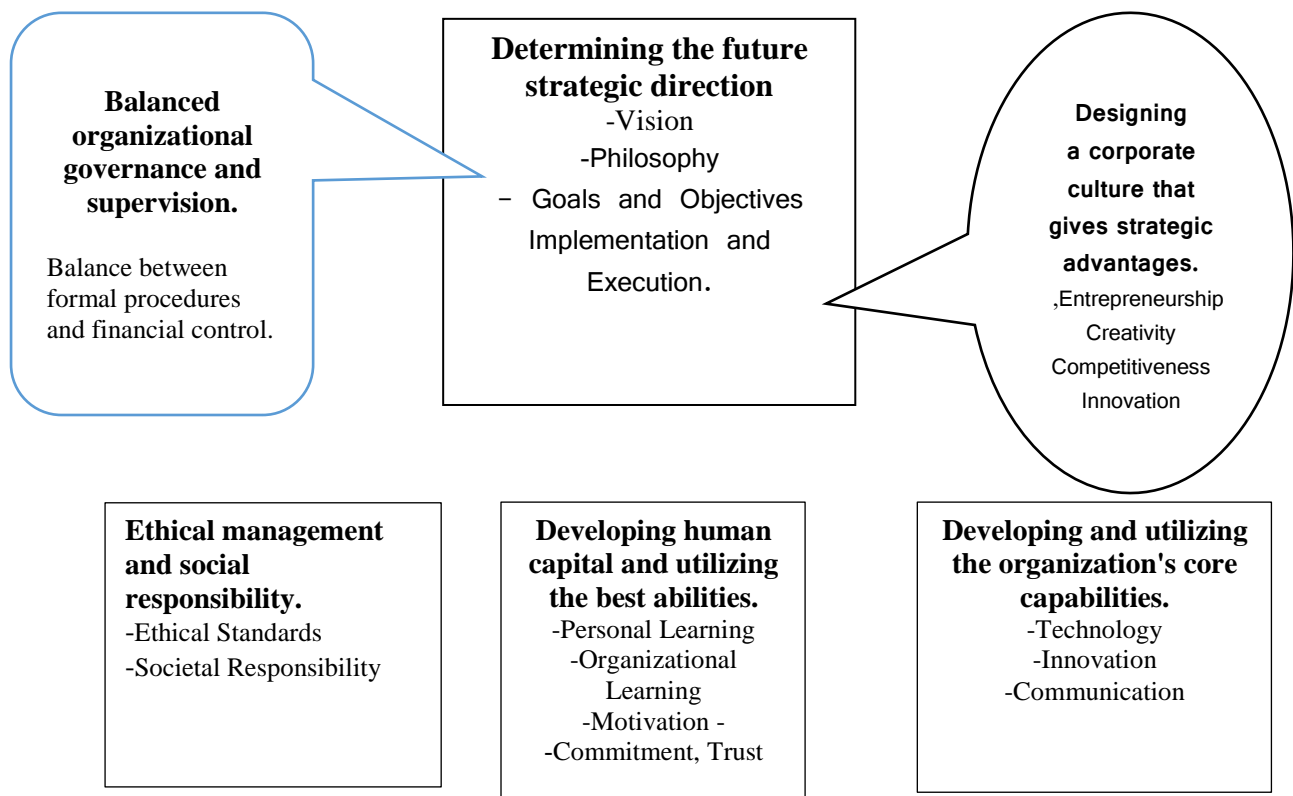 Balanced
organizational
governance and
supervision.
Balance between
formal procedures
and financial control.
Determining the future
strategic direction
-Vision
-Philosophy
- Goals and Objectives
Implementation and
Execution.
Designing
a corporate
culture that
gives strategic
advantages.
,Entrepreneurship
Creativity
Competitiveness
Innovation
Ethical management
and social
responsibility.
-Ethical Standards
-Societal Responsibility
Developing human
capital and utilizing
the best abilities.
-Personal Learning
-Organizational
Learning
-Motivation -
-Commitment, Trust
Developing and utilizing
the organization's core
capabilities.
-Technology
-Innovation
-Communication